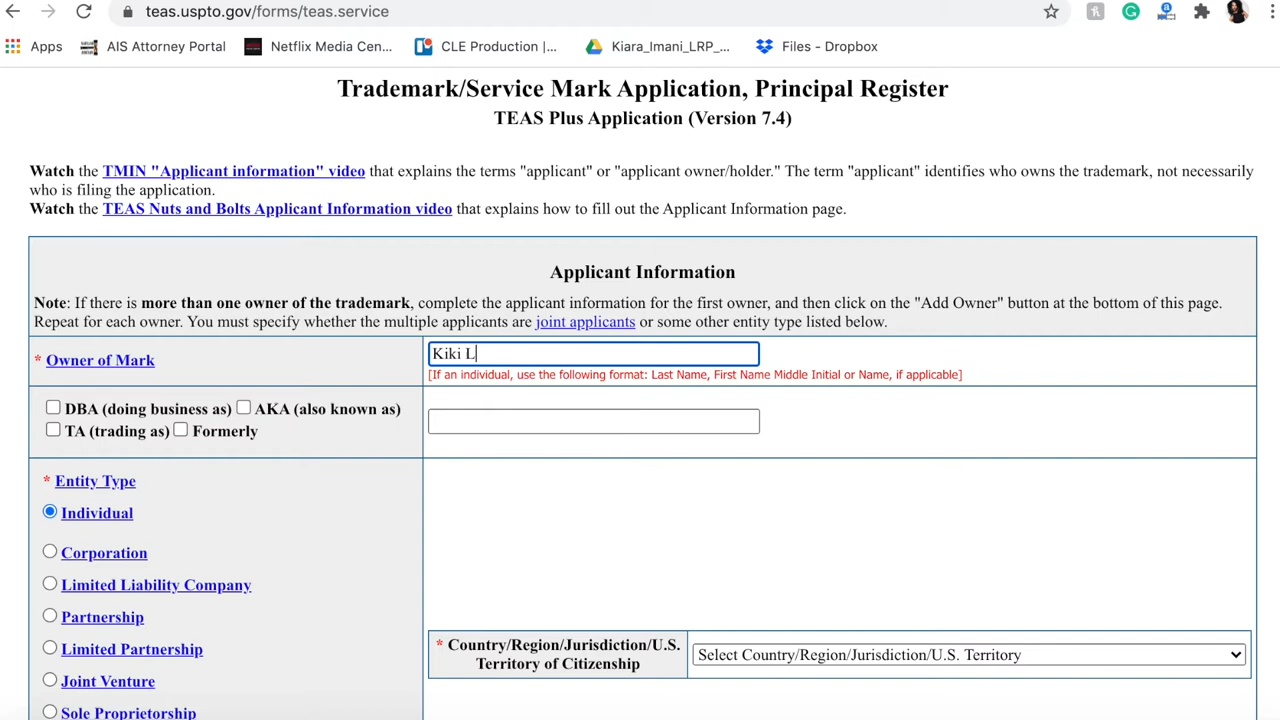 teas.uspto.gov/forms/teas.service
Apps AIS Attorney Portal Netflix Media Cen... CLE Production |... Kiara_Imani_LRP_... Files - Dropbox
Trademark/Service Mark Application, Principal Register
TEAS Plus Application (Version 7.4)
Watch the TMIN "Applicant information" video that explains the terms "applicant" or "applicant owner/holder." The term "applicant" identifies who owns the trademark, not necessarily
who is filing the application.
Watch the TEAS Nuts and Bolts Applicant Information video that explains how to fill out the Applicant Information page.
Applicant Information
Note: If there is more than one owner of the trademark, complete the applicant information for the first owner, and then click on the "Add Owner" button at the bottom of this page.
Repeat for each owner. You must specify whether the multiple applicants are joint applicants or some other entity type listed below.
* Owner of Mark
Kiki L
[If an individual, use the following format: Last Name, First Name Middle Initial or Name, if applicable]
DBA (doing business as) AKA (also known as)
TA (trading as) Formerly
* Entity Type
Individual
Corporation
Limited Liability Company
Partnership
Limited Partnership
Joint Venture
Sole Proprietorship
* Country/Region/Jurisdiction/U.S.
Territory of Citizenship
Select Country/Region/Jurisdiction/U.S. Territory